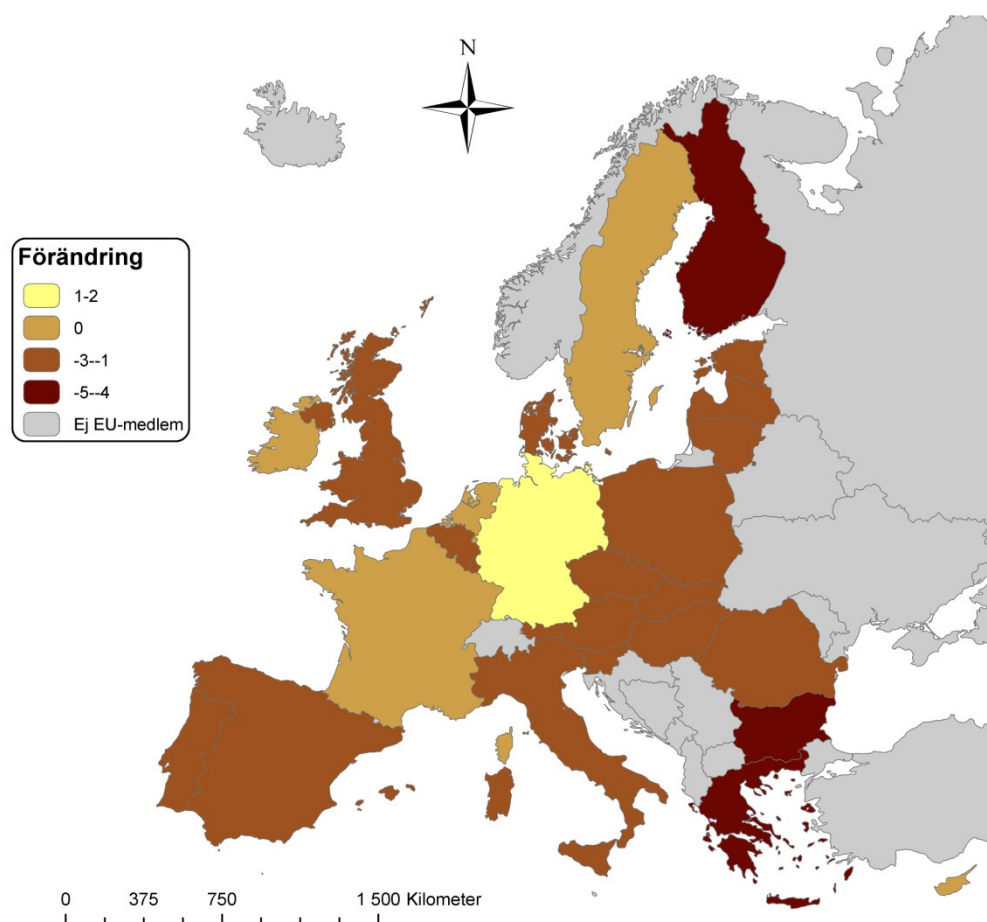 N
Förändring
1-2
0
-3--1
-5--4
Ej EU-medlem
0 375 750 1 500 Kilometer